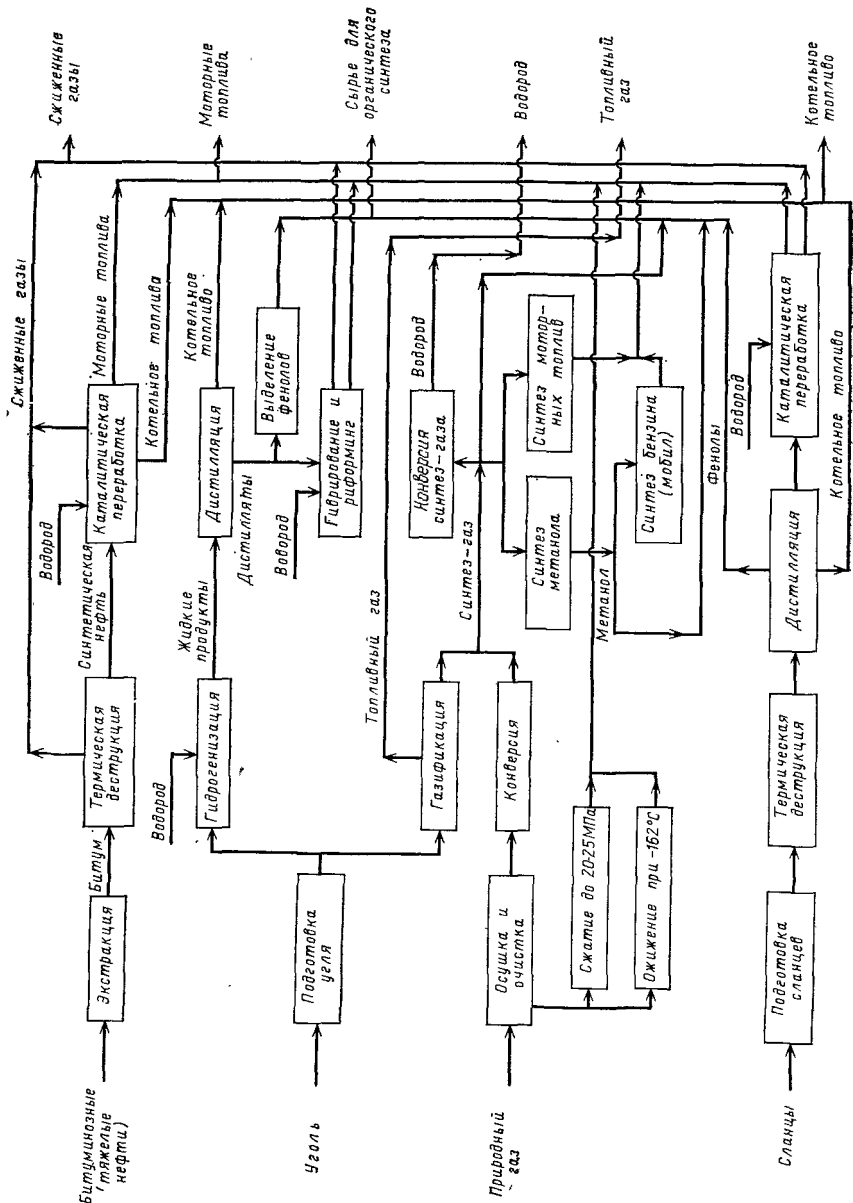 Битуминозные
(тяжелые
нефти)
Экстракция
Битум
Термическая
деструкция
Синтетическая
нефть
Водород
Каталитическая
переработка
Сжиженные газы
Моторные топлива
Котельное топливо
Сжиженные
газы
Уголь
Подготовка
угля
Водород
Гидрогенизация
Жидкие
продукты
Дистилляция
Котельное
топливо
Дистилляты
Выделение
фенолов
Водород
Гидрирование и
риформинг
Моторные
топлива
Сырье для
органического
синтеза
Газификация
Топливный газ
Конверсия
Синтез-газ
Конверсия
синтез-газа
Водород
Водород
Природный
газ
Осушка и
очистка
Сжатие до 20-25МПа
Ожижение при -162°С
Синтез
метанола
Метанол
Синтез мотор-
ных топлив
Синтез бензина
(мобил)
Топливный
газ
Сланцы
Подготовка
сланцев
Термическая
деструкция
Дистилляция
Фенолы
Водород
Каталитическая
переработка
Котельное топливо
Котельное
топливо